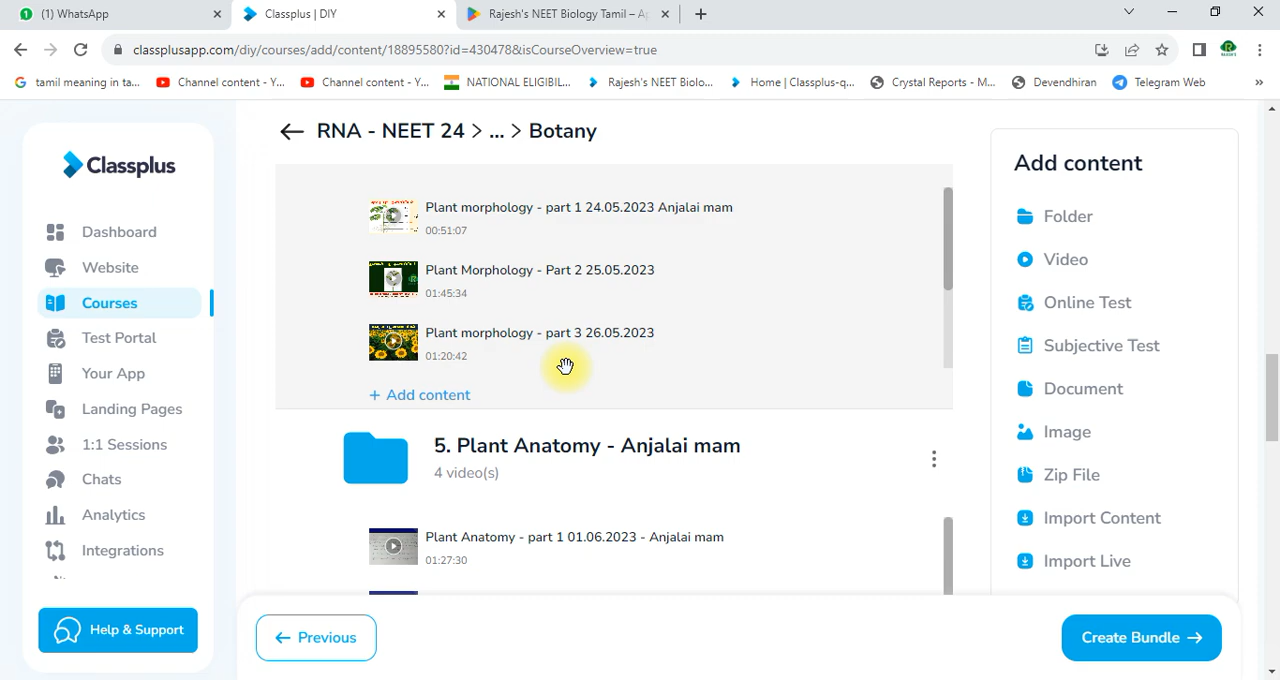 (1) WhatsApp
Classplus | DIY
Rajesh's NEET Biology Tamil – Ap
classplusapp.com/diy/courses/add/content/18895580?id=430478&isCourseOverview=true
tamil meaning in ta...
Channel content - Y...
Channel content - Y...
NATIONAL ELIGIBIL...
Rajesh's NEET Biolo...
Home | Classplus-q...
Crystal Reports - M...
Devendhiran
Telegram Web
»
Classplus
Dashboard
Website
Courses
Test Portal
Your App
Landing Pages
1:1 Sessions
Chats
Analytics
Integrations
Help & Support
RNA - NEET 24 > ... > Botany
Plant morphology - part 1 24.05.2023 Anjalai mam
00:51:07
Plant Morphology - Part 2 25.05.2023
01:45:34
Plant morphology - part 3 26.05.2023
01:20:42
+ Add content
5. Plant Anatomy - Anjalai mam
4 video(s)
Plant Anatomy - part 1 01.06.2023 - Anjalai mam
01:27:30
← Previous
Create Bundle →
Add content
Folder
Video
Online Test
Subjective Test
Document
Image
Zip File
Import Content
Import Live